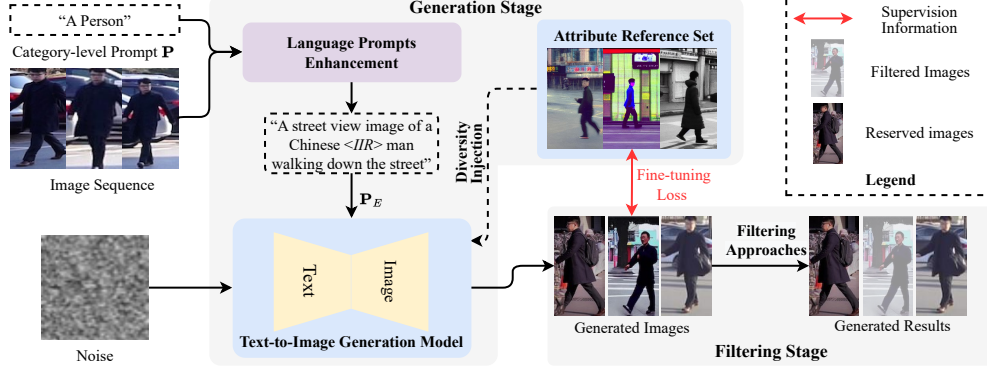 Generation Stage
“A Person”
Category-level Prompt P
Image Sequence
Language Prompts
Enhancement
“A street view image of a
Chinese <IIR> man
walking down the street”
P_E
Diversity
Injection
Attribute Reference Set
Fine-tuning
Loss
Supervision
Information
Filtered Images
Reserved images
Legend
Noise
Text
Image
Text-to-Image Generation Model
Generated Images
Filtering
Approaches
Generated Results
Filtering Stage